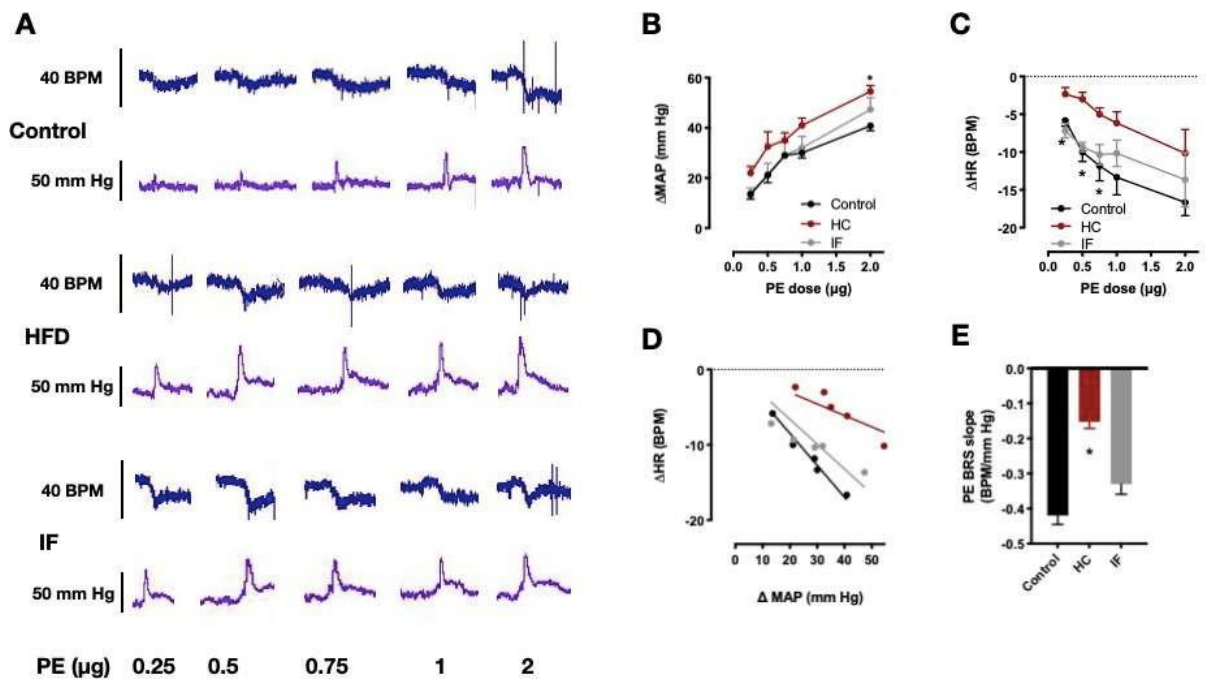 A
40 BPM
Control
50 mm Hg
40 BPM
HFD
50 mm Hg
40 BPM
IF
50 mm Hg
PE (µg) 0.25 0.5 0.75 1 2
B
60
40
20
0
ΔMAP (mm Hg)
*
Control
HC
IF
0.0 0.5 1.0 1.5 2.0
PE dose (µg)
C
0
-5
-10
-15
-20
ΔHR (BPM)
*
*
*
Control
HC
IF
0.0 0.5 1.0 1.5 2.0
PE dose (µg)
D
0
-10
-20
ΔHR (BPM)
0 10 20 30 40 50
Δ MAP (mm Hg)
E
0.0
-0.1
-0.2
-0.3
-0.4
-0.5
PE BRS slope
(BPM/mm Hg)
*
Control HC IF